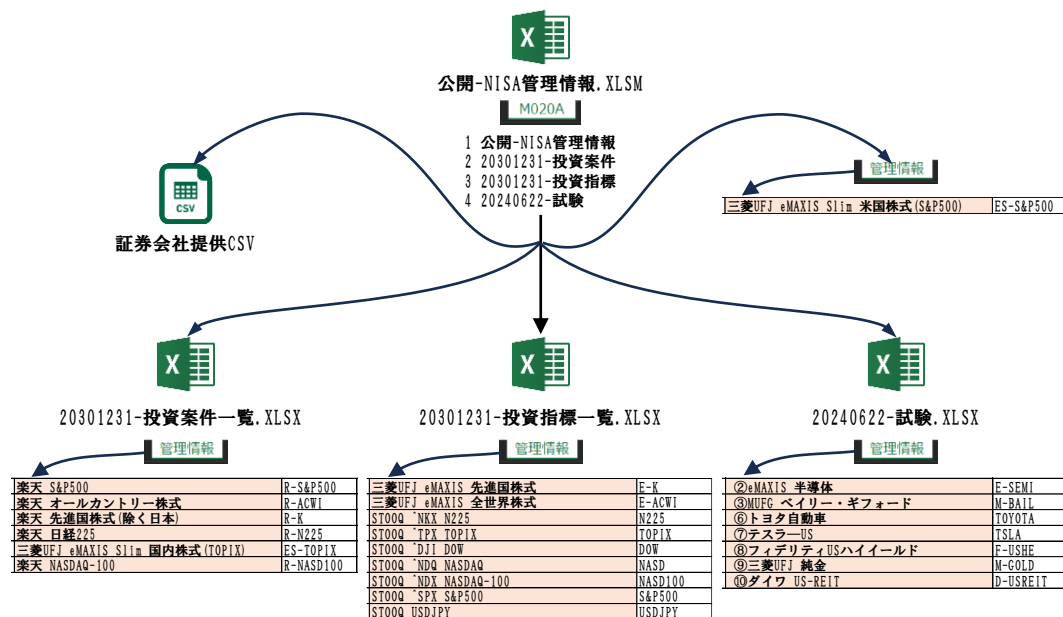 公開-NISA管理情報.XLSM
M020A
1 公開-NISA管理情報
2 20301231-投資案件
3 20301231-投資指標
4 20240622-試験
CSV
証券会社提供CSV
管理情報
三菱UFJ eMAXIS Slim 米国株式(S&P500) ES-S&P500
20301231-投資案件一覧.XLSX
管理情報
楽天 S&P500 R-S&P500
楽天 オールカントリー株式 R-ACWI
楽天 先進国株式(除く日本) R-K
楽天 日経225 R-N225
三菱UFJ eMAXIS Slim 国内株式(TOPIX) ES-TOPIX
楽天 NASDAQ-100 R-NASD100
20301231-投資指標一覧.XLSX
管理情報
三菱UFJ eMAXIS 先進国株式 E-K
三菱UFJ eMAXIS 全世界株式 E-ACWI
STOOQ ^NKX N225 N225
STOOQ ^TPX TOPIX TOPIX
STOOQ ^DJI DOW DOW
STOOQ ^NDQ NASDAQ NASD
STOOQ ^NDX NASDAQ-100 NASD100
STOOQ ^SPX S&P500 S&P500
STOOQ USDJPY USDJPY
20240622-試験.XLSX
管理情報
②eMAXIS 半導体 E-SEMI
③MUFG ベイリー・ギフォード M-BAIL
⑥トヨタ自動車 TOYOTA
⑦テスラ―US TSLA
⑧フィデリティUSハイイールド F-USHE
⑨三菱UFJ 純金 M-GOLD
⑩ダイワ US-REIT D-USREIT